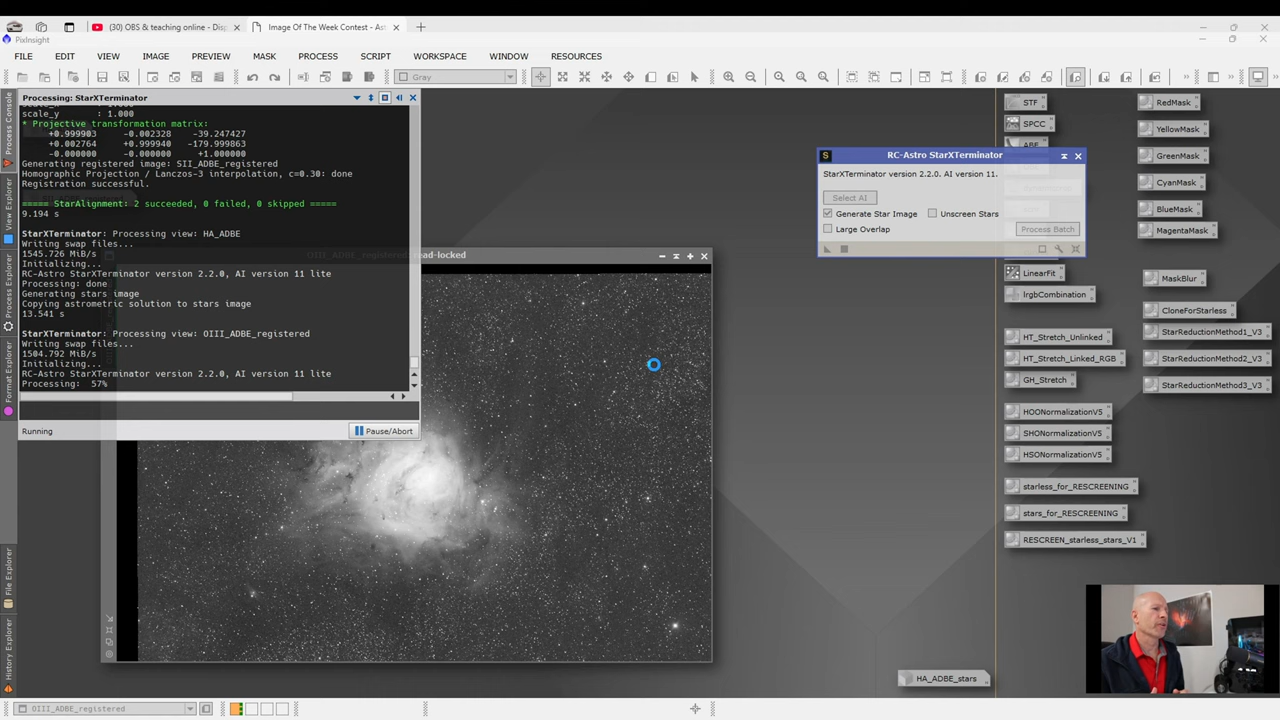 (30) OBS & teaching online - Disp
Image Of The Week Contest - Ast
PixInsight
FILE EDIT VIEW IMAGE PREVIEW MASK PROCESS SCRIPT WORKSPACE WINDOW RESOURCES
Gray
Processing: StarXTerminator
scale_y : 1.000
* Projective transformation matrix:
+0.999903 -0.002328 -39.247427
+0.002764 +0.999940 -179.999863
-0.000000 -0.000000 +1.000000
Generating registered image: SII_ADBE_registered
Homographic Projection / Lanczos-3 interpolation, c=0.30: done
Registration successful.
===== StarAlignment: 2 succeeded, 0 failed, 0 skipped =====
9.194 s
StarXTerminator: Processing view: HA_ADBE
Writing swap files...
1545.726 MiB/s
Initializing...
RC-Astro StarXTerminator version 2.2.0, AI version 11 lite
Processing: done
Generating stars image
Copying astrometric solution to stars image
13.541 s
StarXTerminator: Processing view: OIII_ADBE_registered
Writing swap files...
1504.792 MiB/s
Initializing...
RC-Astro StarXTerminator version 2.2.0, AI version 11 lite
Processing: 57%
Running
Pause/Abort
Process Console
View Explorer
Process Explorer
Format Explorer
File Explorer
History Explorer
RC-Astro StarXTerminator
StarXTerminator version 2.2.0. AI version 11.
Select AI
Generate Star Image
Unscreen Stars
Large Overlap
Process Batch
STF
SPCC
ABE
LinearFit
lrgbCombination
HT_Stretch_Unlinked
HT_Stretch_Linked_RGB
GH_Stretch
HOONormalizationV5
SHONormalizationV5
HSONormalizationV5
starless_for_RESCREENING
stars_for_RESCREENING
RESCREEN_starless_stars_V1
RedMask
YellowMask
GreenMask
CyanMask
BlueMask
MagentaMask
MaskBlur
CloneForStarless
StarReductionMethod1_V3
StarReductionMethod2_V3
StarReductionMethod3_V3
HA_ADBE_stars
OIII_ADBE_registered